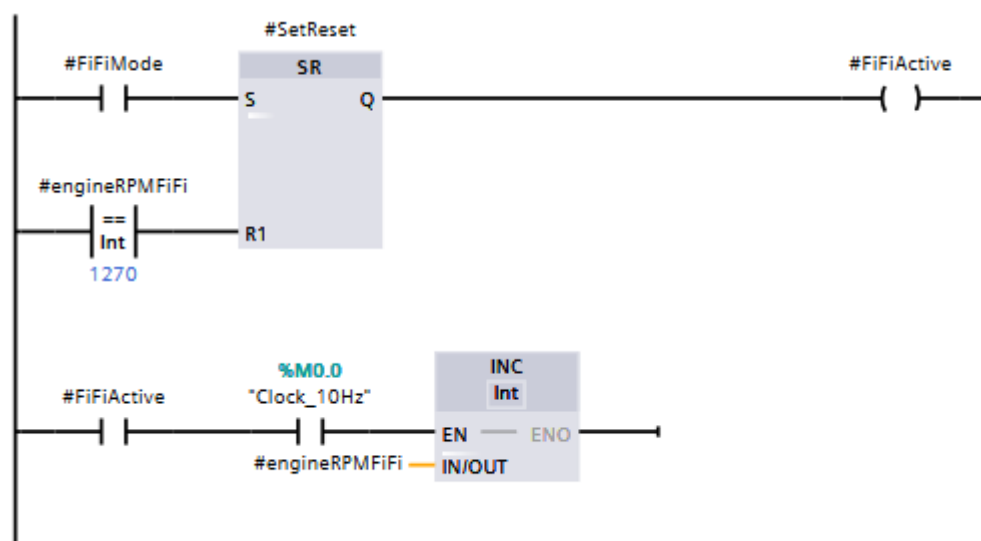 #SetReset
#FiFiMode
SR
#FiFiActive
S
Q
#engineRPMFiFi
==
Int
R1
1270
%M0.0
INC
#FiFiActive
"Clock_10Hz"
Int
EN
ENO
#engineRPMFiFi
IN/OUT